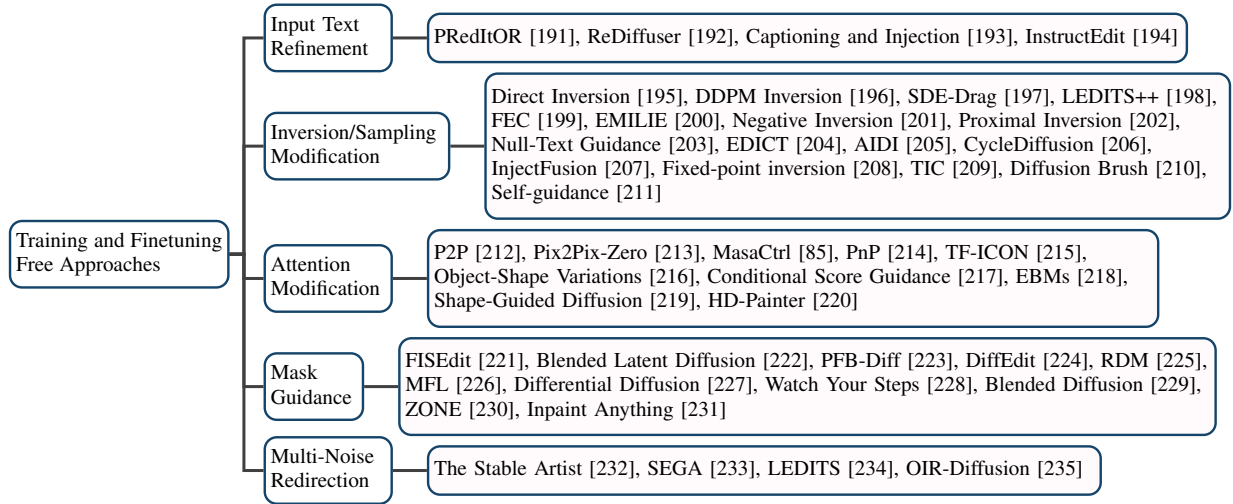 Input Text
Refinement
PRedItOR [191], ReDiffuser [192], Captioning and Injection [193], InstructEdit [194]
Inversion/Sampling
Modification
Direct Inversion [195], DDPM Inversion [196], SDE-Drag [197], LEDITS++ [198],
FEC [199], EMILIE [200], Negative Inversion [201], Proximal Inversion [202],
Null-Text Guidance [203], EDICT [204], AIDI [205], CycleDiffusion [206],
InjectFusion [207], Fixed-point inversion [208], TIC [209], Diffusion Brush [210],
Self-guidance [211]
Training and Finetuning
Free Approaches
Attention
Modification
P2P [212], Pix2Pix-Zero [213], MasaCtrl [85], PnP [214], TF-ICON [215],
Object-Shape Variations [216], Conditional Score Guidance [217], EBMs [218],
Shape-Guided Diffusion [219], HD-Painter [220]
Mask
Guidance
FISEdit [221], Blended Latent Diffusion [222], PFB-Diff [223], DiffEdit [224], RDM [225],
MFL [226], Differential Diffusion [227], Watch Your Steps [228], Blended Diffusion [229],
ZONE [230], Inpaint Anything [231]
Multi-Noise
Redirection
The Stable Artist [232], SEGA [233], LEDITS [234], OIR-Diffusion [235]